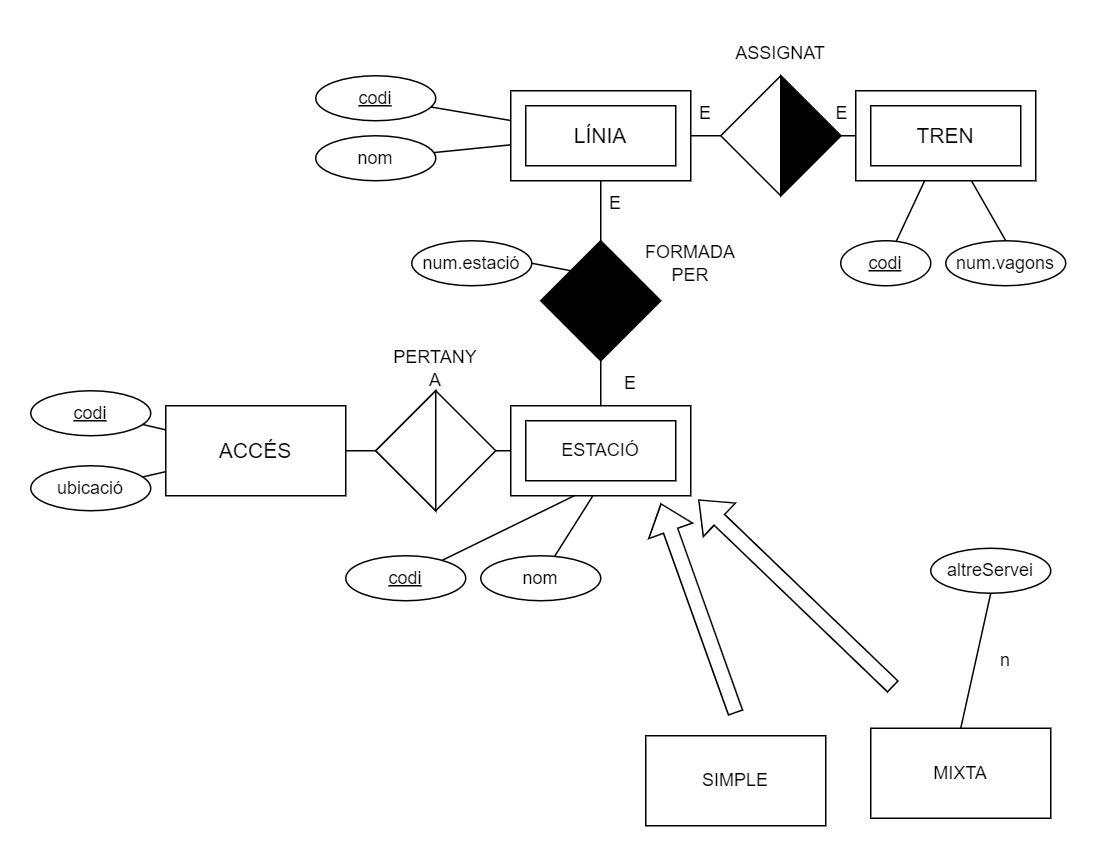 ASSIGNAT
codi
LÍNIA
E
E
TREN
nom
E
num.estació
FORMADA
PER
codi
num.vagons
PERTANY
A
E
codi
ACCÉS
ESTACIÓ
ubicació
codi
nom
altreServei
n
SIMPLE
MIXTA